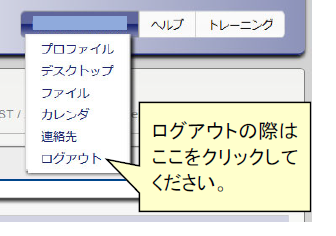 ヘルプ トレーニング
プロファイル
デスクトップ
ファイル
カレンダ
連絡先
ログアウト
ST /
ログアウトの際は
ここをクリックして
ください。